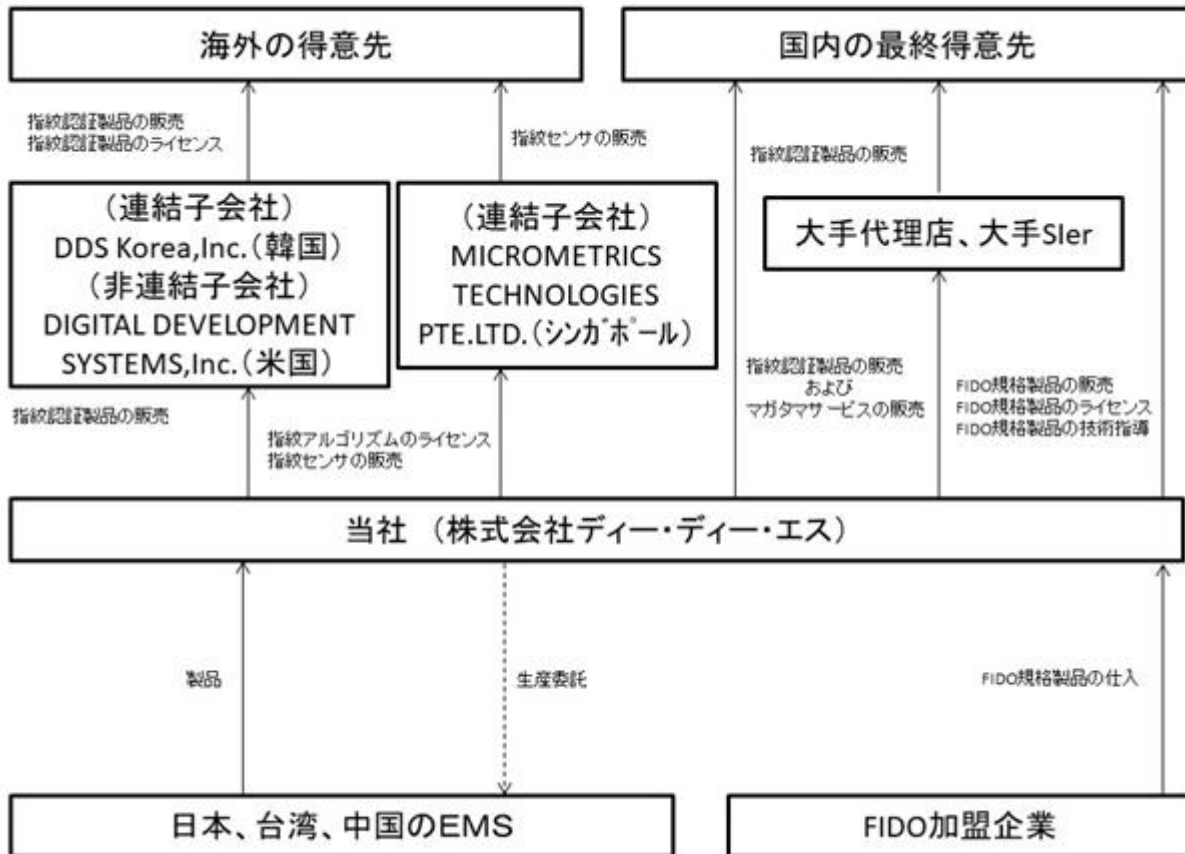 海外の得意先
国内の最終得意先
指紋認証製品の販売
指紋認証製品のライセンス
指紋センサの販売
指紋認証製品の販売
（連結子会社）
DDS Korea,Inc.（韓国）
（非連結子会社）
DIGITAL DEVELOPMENT
SYSTEMS,Inc.（米国）
（連結子会社）
MICROMETRICS
TECHNOLOGIES
PTE.LTD.（シンガポール）
大手代理店、大手SIer
指紋認証製品の販売
指紋アルゴリズムのライセンス
指紋センサの販売
指紋認証製品の販売
および
マガタマサービスの販売
FIDO規格製品の販売
FIDO規格製品のライセンス
FIDO規格製品の技術指導
当社 （株式会社ディー・ディー・エス）
製品
生産委託
FIDO規格製品の仕入
日本、台湾、中国のEMS
FIDO加盟企業